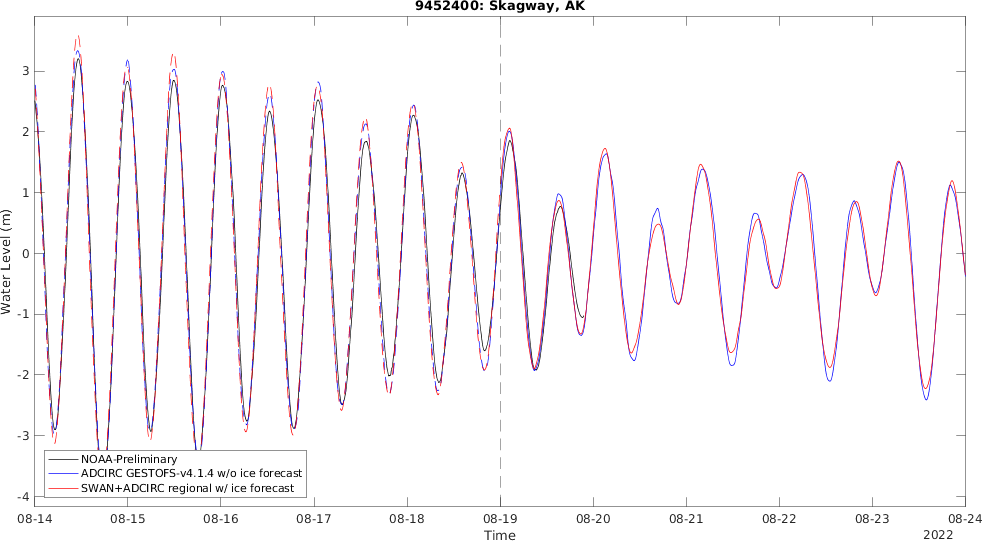 9452400: Skagway, AK
Water Level (m)
3
2
1
0
-1
-2
-3
-4
NOAA-Preliminary
ADCIRC GESTOFS-v4.1.4 w/o ice forecast
SWAN+ADCIRC regional w/ ice forecast
08-14 08-15 08-16 08-17 08-18 08-19 08-20 08-21 08-22 08-23 08-24
Time
2022